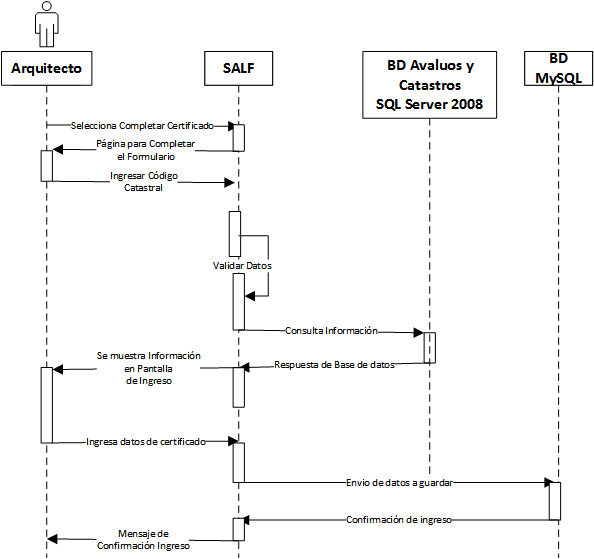 Arquitecto
SALF
BD Avaluos y
Catastros
SQL Server 2008
BD
MySQL
Selecciona Completar Certificado
Página para Completar
el Formulario
Ingresar Código
Catastral
Validar Datos
Consulta Información
Respuesta de Base de datos
Se muestra Información
en Pantalla
de Ingreso
Ingresa datos de certificado
Envio de datos a guardar
Confirmación de ingreso
Mensaje de
Confirmación Ingreso